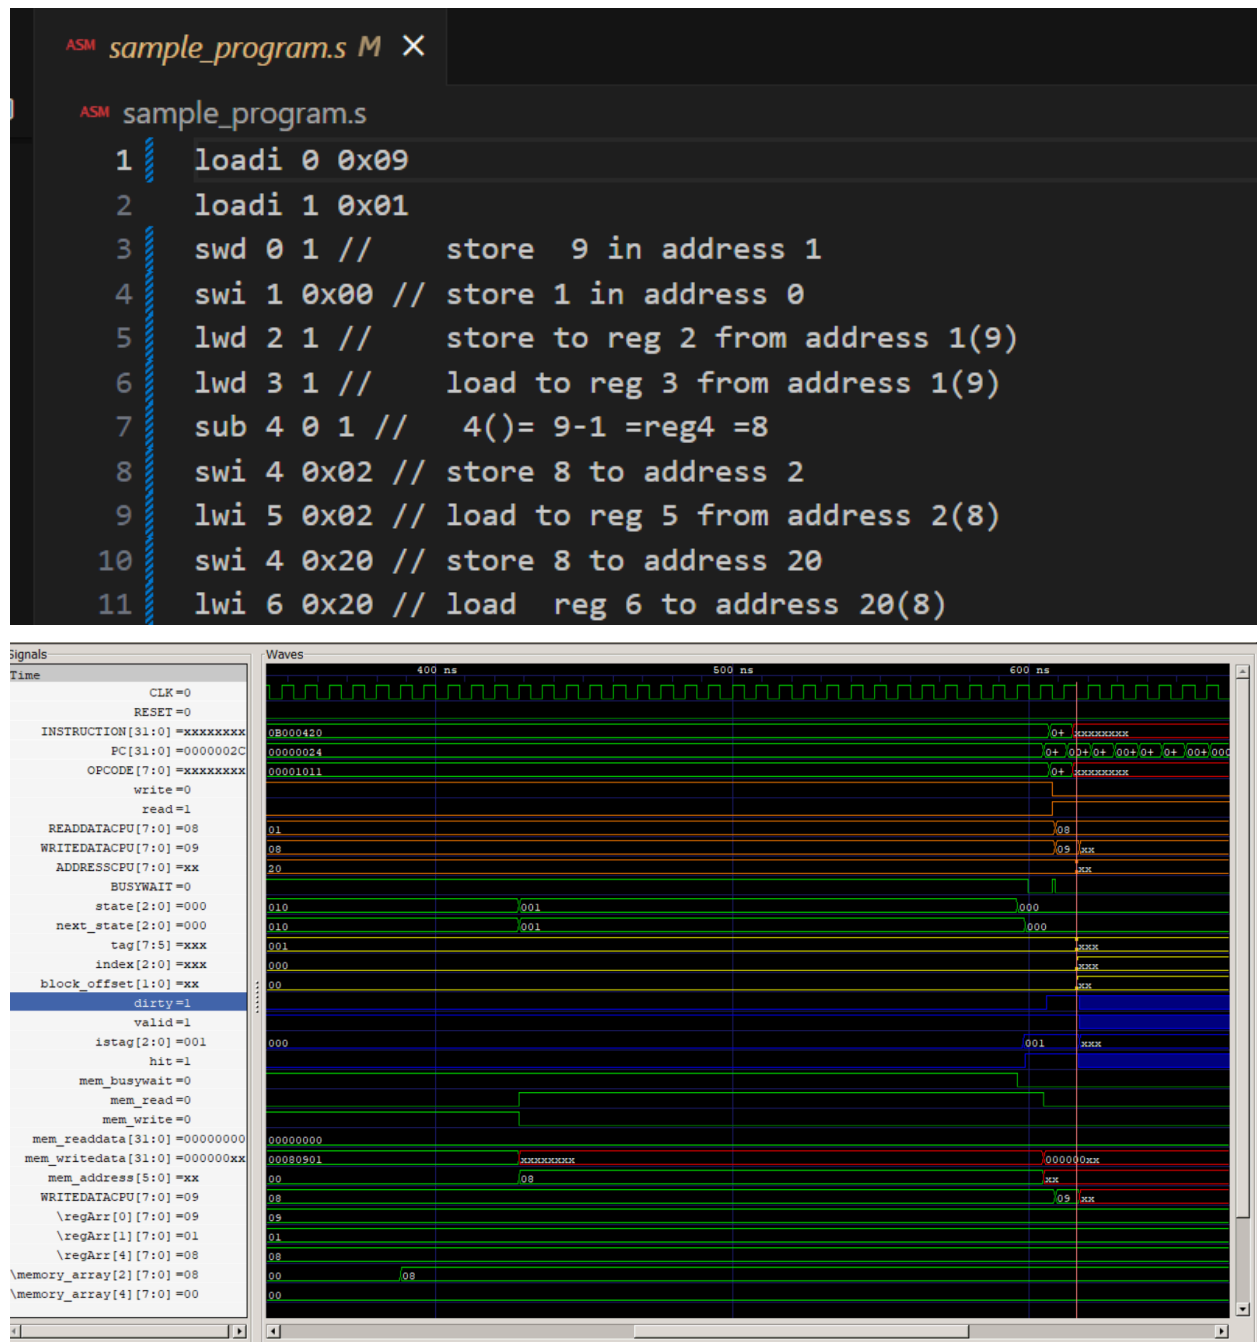 ASM sample_program.s M ×
ASM sample_program.s
1 loadi 0 0x09
2 loadi 1 0x01
3 swd 0 1 // store 9 in address 1
4 swi 1 0x00 // store 1 in address 0
5 lwd 2 1 // store to reg 2 from address 1(9)
6 lwd 3 1 // load to reg 3 from address 1(9)
7 sub 4 0 1 // 4()= 9-1 =reg4 =8
8 swi 4 0x02 // store 8 to address 2
9 lwi 5 0x02 // load to reg 5 from address 2(8)
10 swi 4 0x20 // store 8 to address 20
11 lwi 6 0x20 // load reg 6 to address 20(8)
Signals Waves
Time 400 ns 500 ns 600 ns
CLK=0
RESET=0
INSTRUCTION[31:0]=xxxxxxxx 0B000420 0+ xxxxxxxx
PC[31:0]=0000002C 00000024 0+ 00+ 0+ 00+ 0+ 0+ 00+ 000
OPCODE[7:0]=xxxxxxxx 00001011 0+ xxxxxxxx
write=0
read=1
READDATACPU[7:0]=08 01 08
WRITEDATACPU[7:0]=09 08 09 xx
ADDRESSCPU[7:0]=xx 20 xx
BUSYWAIT=0
state[2:0]=000 010 001 000
next_state[2:0]=000 010 001 000
tag[7:5]=xxx 001 xxx
index[2:0]=xxx 000 xxx
block_offset[1:0]=xx 00 xx
dirty=1
valid=1
istag[2:0]=001 000 001 xxx
hit=1
mem_busywait=0
mem_read=0
mem_write=0
mem_readdata[31:0]=00000000 00000000
mem_writedata[31:0]=000000xx 00080901 xxxxxxxx 000000xx
mem_address[5:0]=xx 00 08 xx
WRITEDATACPU[7:0]=09 08 09 xx
\regArr[0][7:0]=09 09
\regArr[1][7:0]=01 01
\regArr[4][7:0]=08 08
\memory_array[2][7:0]=08 00 08
\memory_array[4][7:0]=00 00